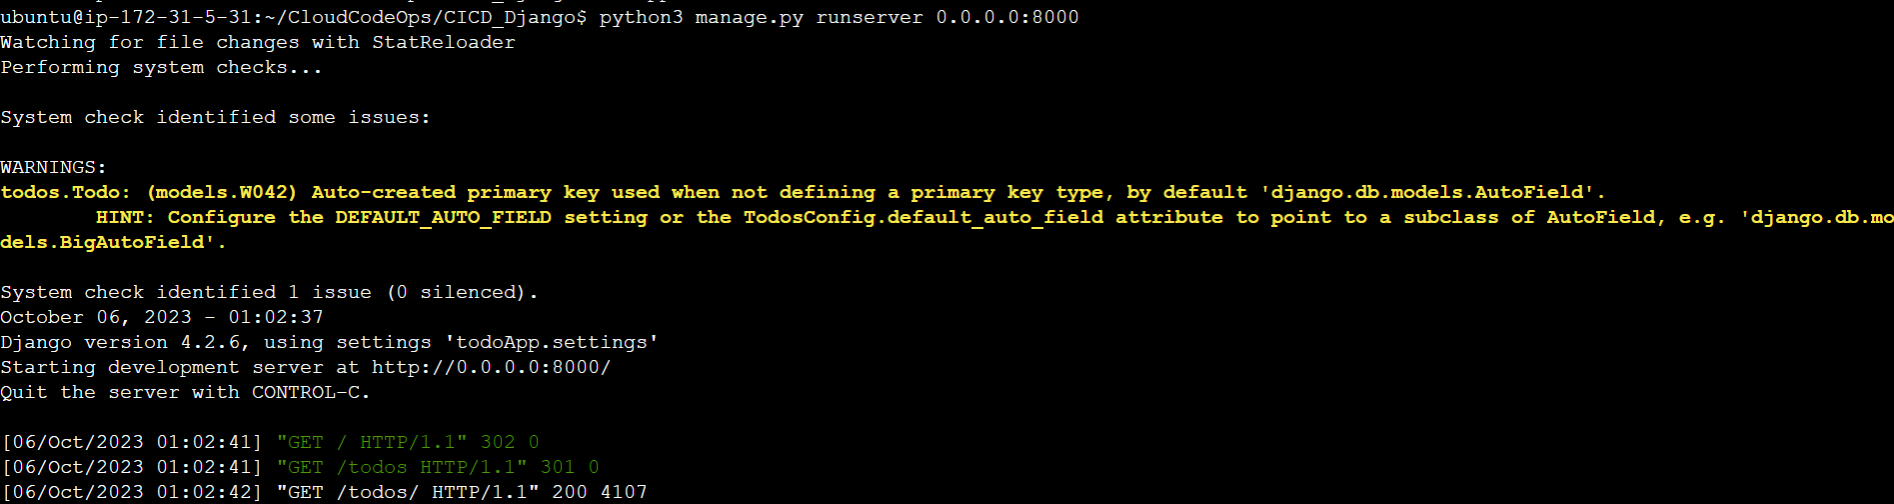 ubuntu@ip-172-31-5-31:~/CloudCodeOps/CICD_Django$ python3 manage.py runserver 0.0.0.0:8000
Watching for file changes with StatReloader
Performing system checks...
System check identified some issues:
WARNINGS:
todos.Todo: (models.W042) Auto-created primary key used when not defining a primary key type, by default 'django.db.models.AutoField'.
        HINT: Configure the DEFAULT_AUTO_FIELD setting or the TodosConfig.default_auto_field attribute to point to a subclass of AutoField, e.g. 'django.db.mo
dels.BigAutoField'.
System check identified 1 issue (0 silenced).
October 06, 2023 - 01:02:37
Django version 4.2.6, using settings 'todoApp.settings'
Starting development server at http://0.0.0.0:8000/
Quit the server with CONTROL-C.
[06/Oct/2023 01:02:41] "GET / HTTP/1.1" 302 0
[06/Oct/2023 01:02:41] "GET /todos HTTP/1.1" 301 0
[06/Oct/2023 01:02:42] "GET /todos/ HTTP/1.1" 200 4107